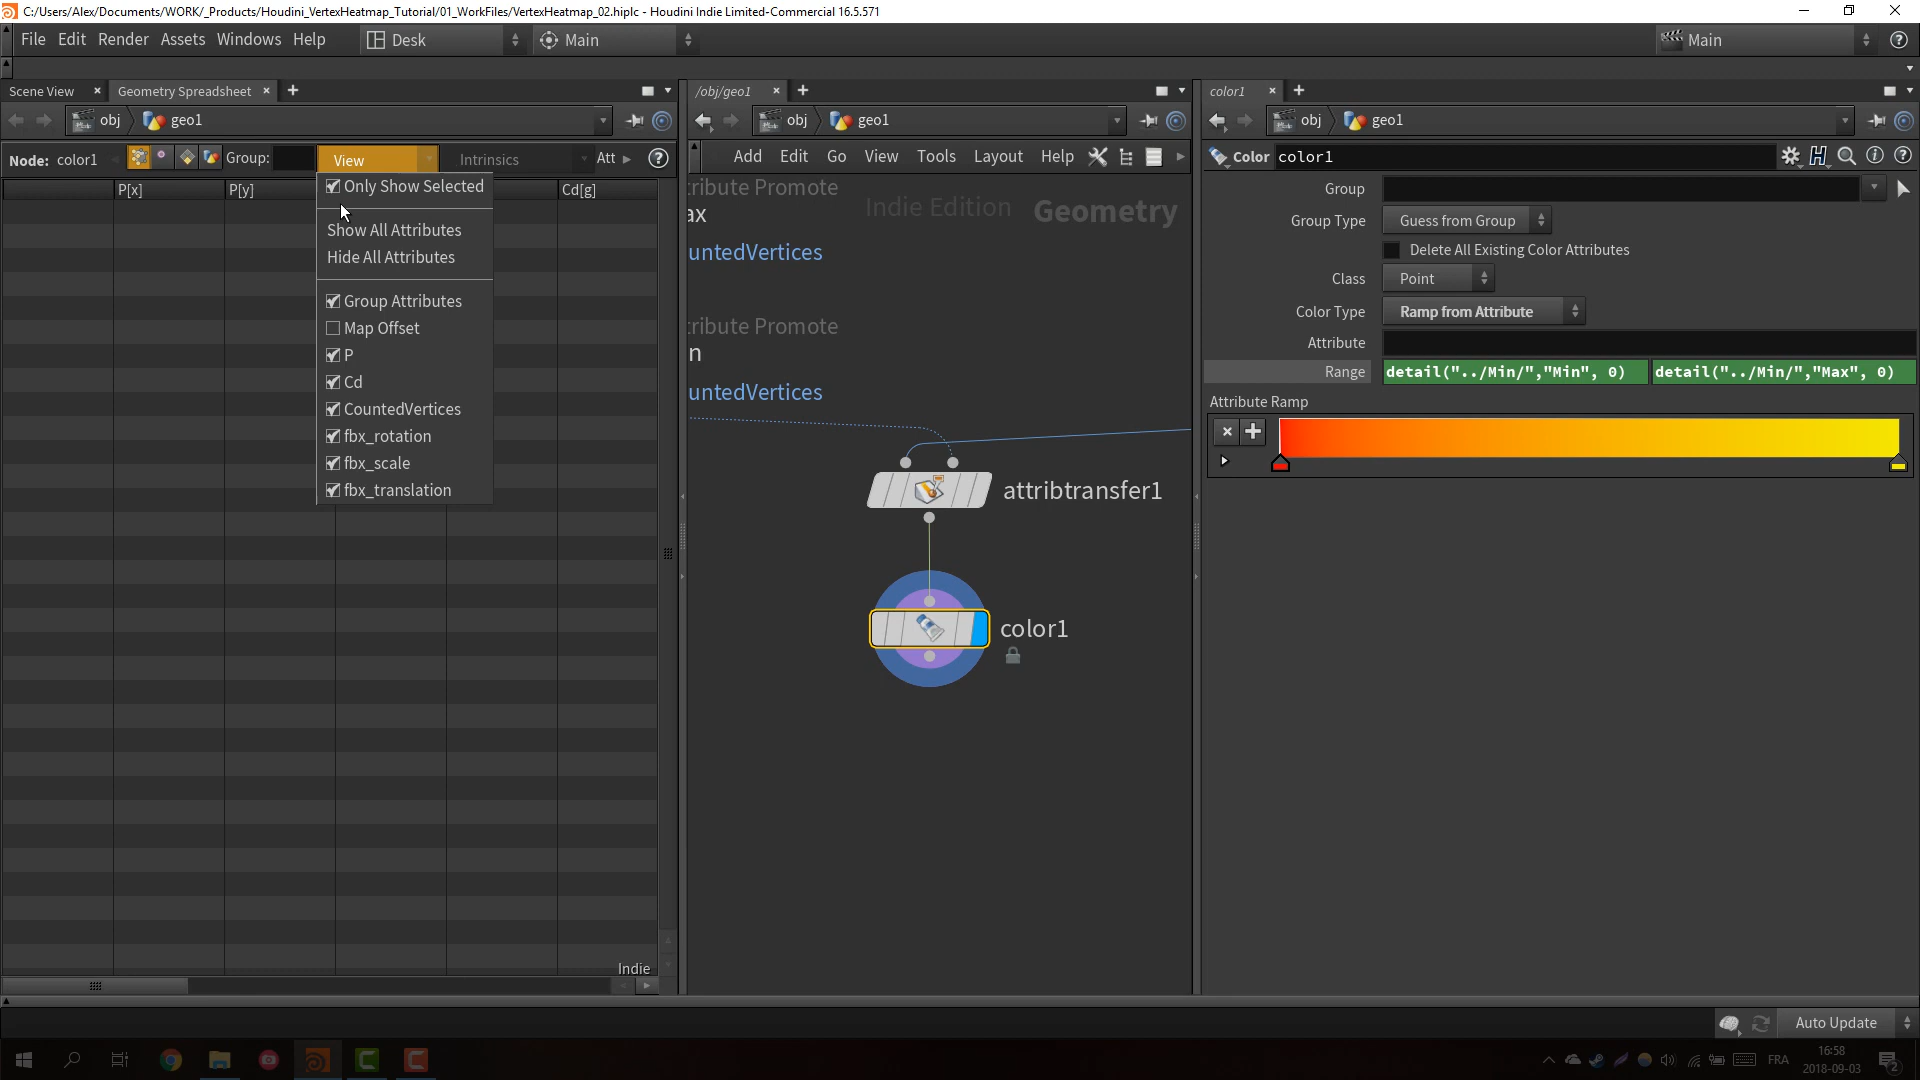 C:/Users/Alex/Documents/WORK/_Products/Houdini_VertexHeatmap_Tutorial/01_WorkFiles/VertexHeatmap_02.hiplc - Houdini Indie Limited-Commercial 16.5.571
File Edit Render Assets Windows Help Desk Main Main
Scene View Geometry Spreadsheet
obj geo1
Node: color1 Group: View Intrinsics Att
P[x] P[y] Cd[g]
Only Show Selected
Show All Attributes
Hide All Attributes
Group Attributes
Map Offset
P
Cd
CountedVertices
fbx_rotation
fbx_scale
fbx_translation
Indie
/obj/geo1
obj geo1
Add Edit Go View Tools Layout Help
Indie Edition Geometry
tribute Promote
ax
untedVertices
tribute Promote
n
untedVertices
attribtransfer1
color1
color1
obj geo1
Color color1
Group
Group Type Guess from Group
Delete All Existing Color Attributes
Class Point
Color Type Ramp from Attribute
Attribute
Range detail("../Min/","Min", 0) detail("../Min/","Max", 0)
Attribute Ramp
Auto Update
FRA
16:58
2018-09-03
2